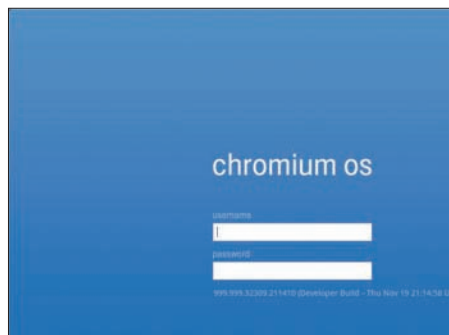 chromium os
username
password
999.999.32309.211410 (Developer Build - Thu Nov 19 21:14:58 U